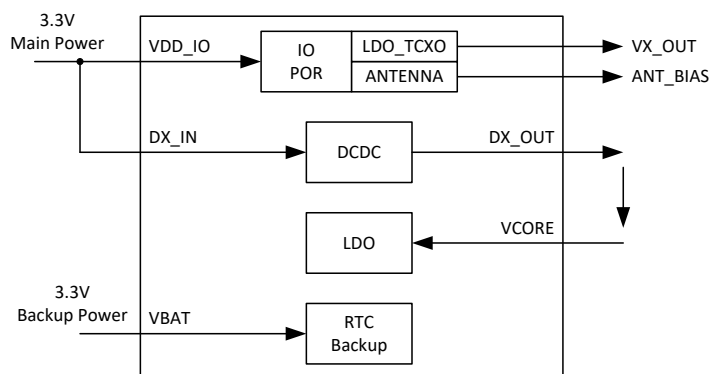 3.3V
Main Power
VDD_IO
IO
POR
LDO_TCXO
ANTENNA
VX_OUT
ANT_BIAS
DX_IN
DCDC
DX_OUT
LDO
VCORE
3.3V
Backup Power
VBAT
RTC
Backup